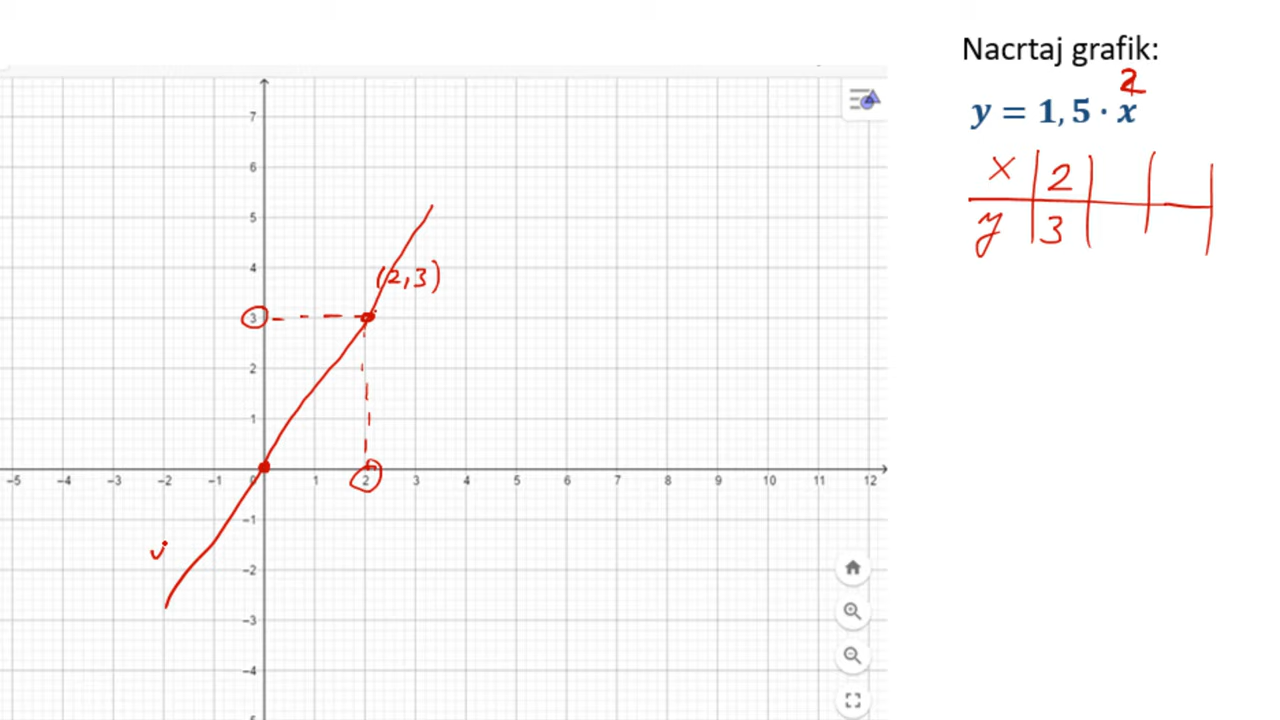 Nacrtaj grafik:
2
y = 1,5 · x
x 2
y 3
7
6
5
4
(2,3)
3
2
1
-5 -4 -3 -2 -1 0 1 2 3 4 5 6 7 8 9 10 11 12
-1
-2
-3
-4